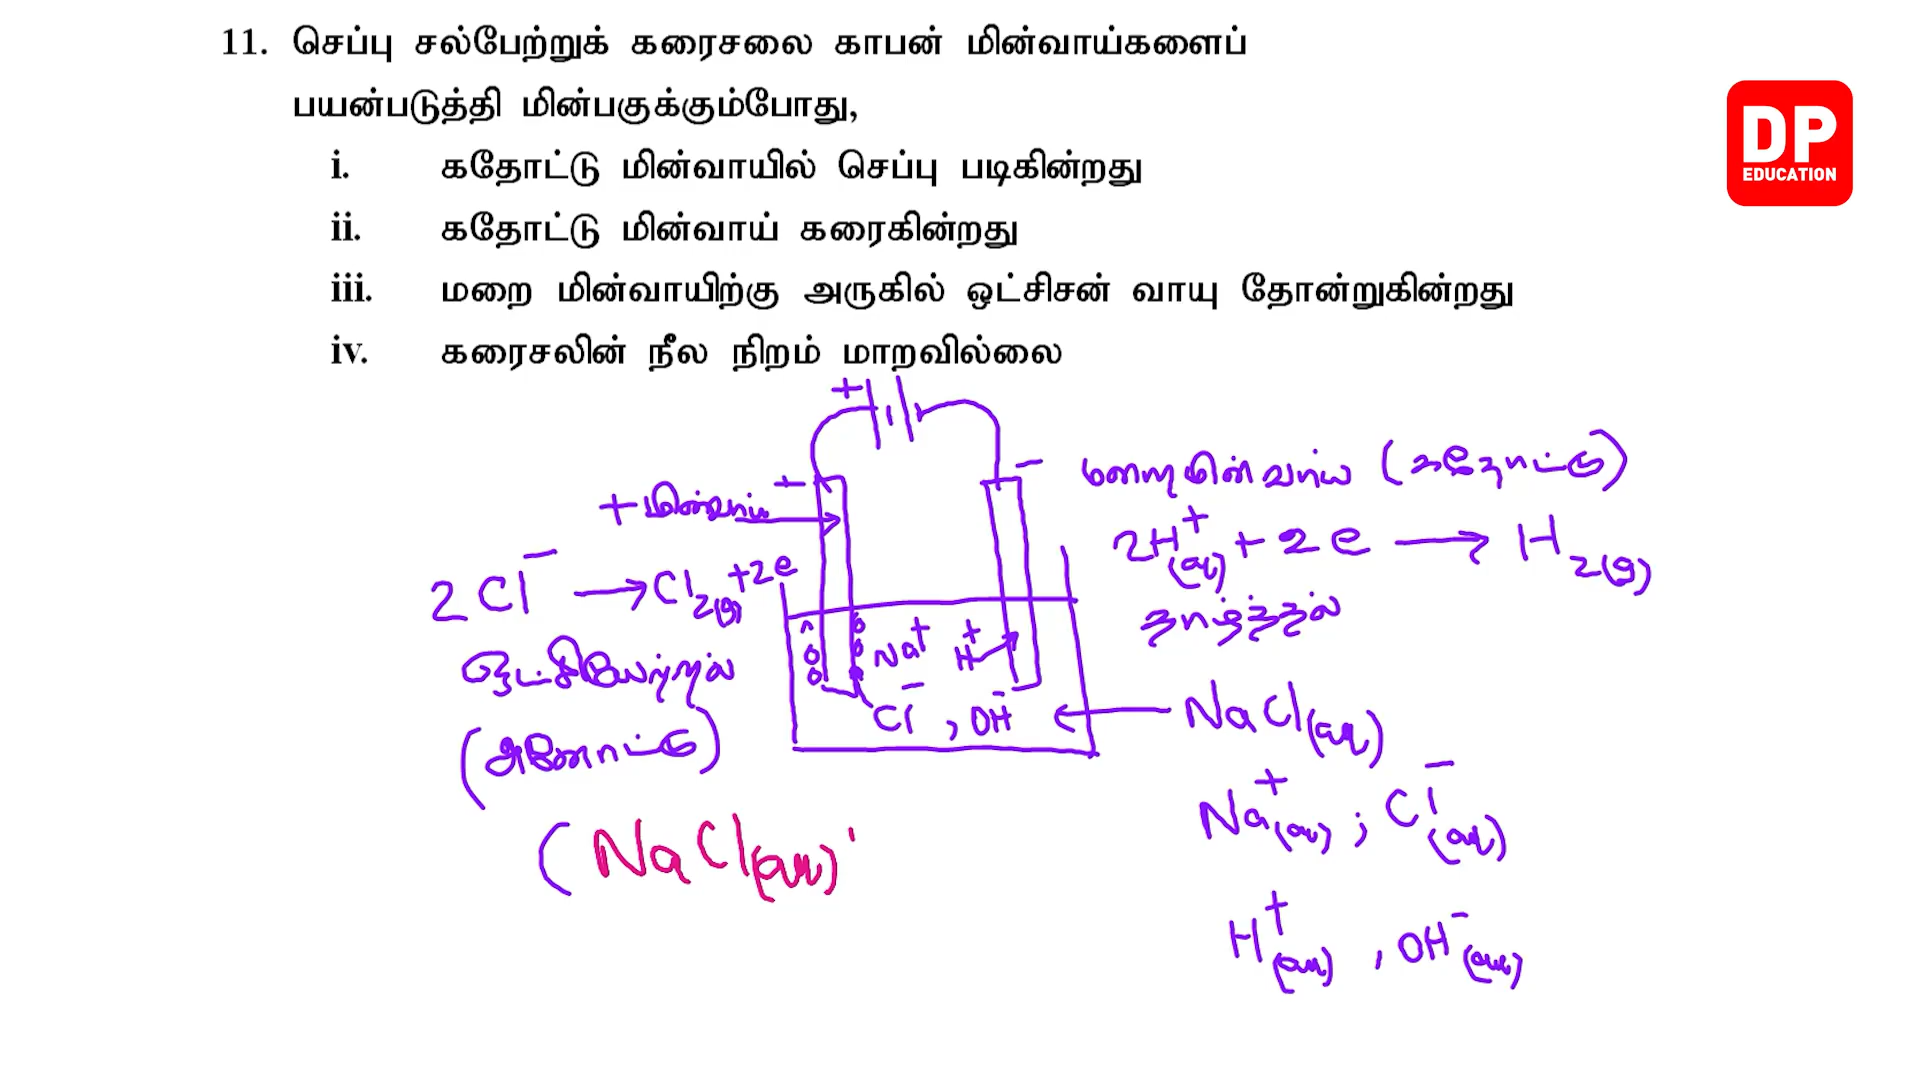 11. செப்பு சல்பேற்றுக் கரைசலை காபன் மின்வாய்களைப்
பயன்படுத்தி மின்பகுக்கும்போது,
i. கதோட்டு மின்வாயில் செப்பு படிகின்றது
ii. கதோட்டு மின்வாய் கரைகின்றது
iii. மறை மின்வாயிற்கு அருகில் ஒட்சிசன் வாயு தோன்றுகின்றது
iv. கரைசலின் நீல நிறம் மாறவில்லை
DP
EDUCATION
+
+ மின்வாய் +
- மறைமின்வாய் (கதோட்டு)
2Cl⁻ → Cl₂(g) + 2e
2H⁺(aq) + 2e → H₂(g)
ஒட்சியேற்றல்
தாழ்த்தல்
(அனோட்டு)
Na⁺ H⁺
Cl⁻, OH⁻
NaCl(aq)
Na⁺(aq) ; Cl⁻(aq)
H⁺(aq) , OH⁻(aq)
(NaCl(aq)